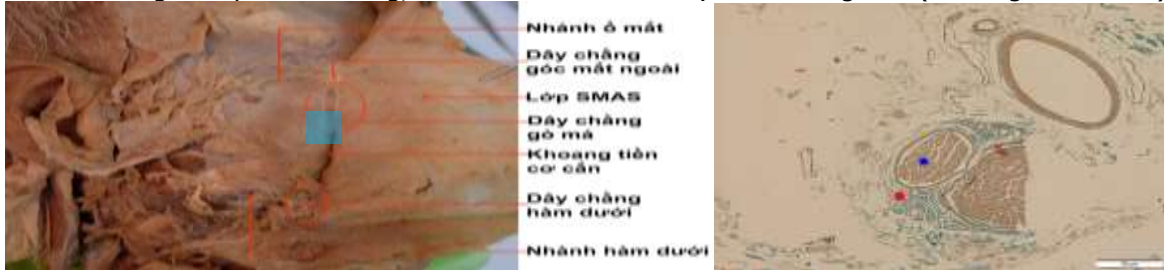 Nhánh ổ mắt
Dây chằng
góc mắt ngoài
Lớp SMAS
Dây chằng
gò má
Khoang tiền
cơ cắn
Dây chằng
hàm dưới
Nhánh hàm dưới